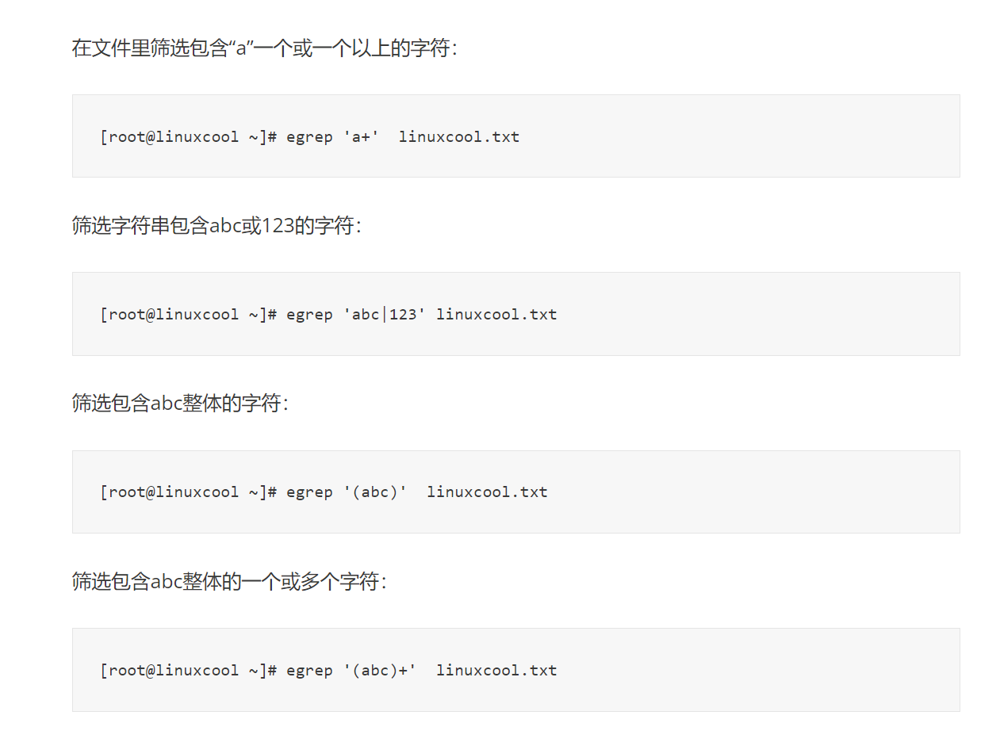 在文件里筛选包含“a”一个或一个以上的字符：
[root@linuxcool ~]# egrep 'a+'  linuxcool.txt
筛选字符串包含abc或123的字符：
[root@linuxcool ~]# egrep 'abc|123' linuxcool.txt
筛选包含abc整体的字符：
[root@linuxcool ~]# egrep '(abc)'  linuxcool.txt
筛选包含abc整体的一个或多个字符：
[root@linuxcool ~]# egrep '(abc)+'  linuxcool.txt